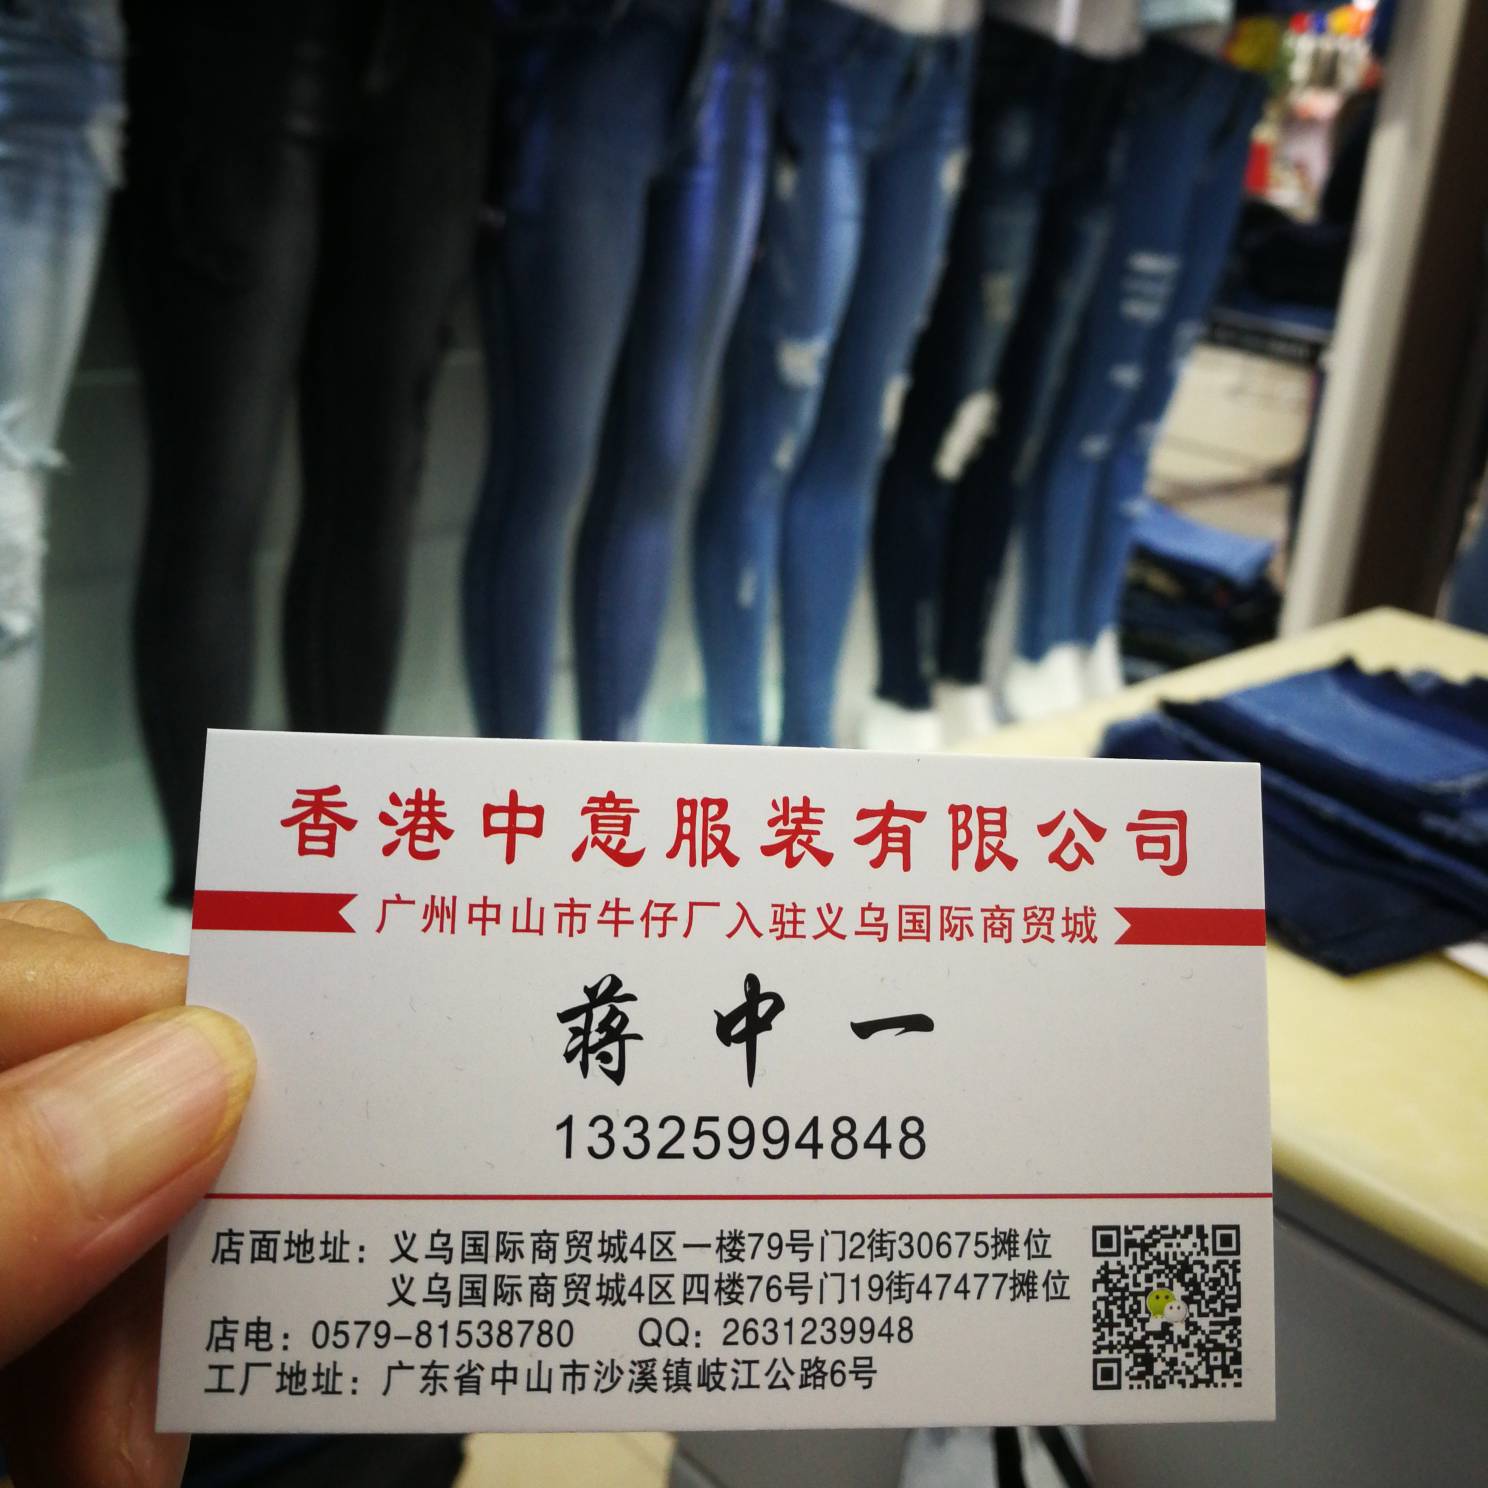 香港中意服装有限公司
广州中山市牛仔厂入驻义乌国际商贸城
蒋中一
13325994848
店面地址：义乌国际商贸城4区一楼79号门2街30675摊位
义乌国际商贸城4区四楼76号门19街47477摊位
店电：0579-81538780 QQ：2631239948
工厂地址：广东省中山市沙溪镇岐江公路6号